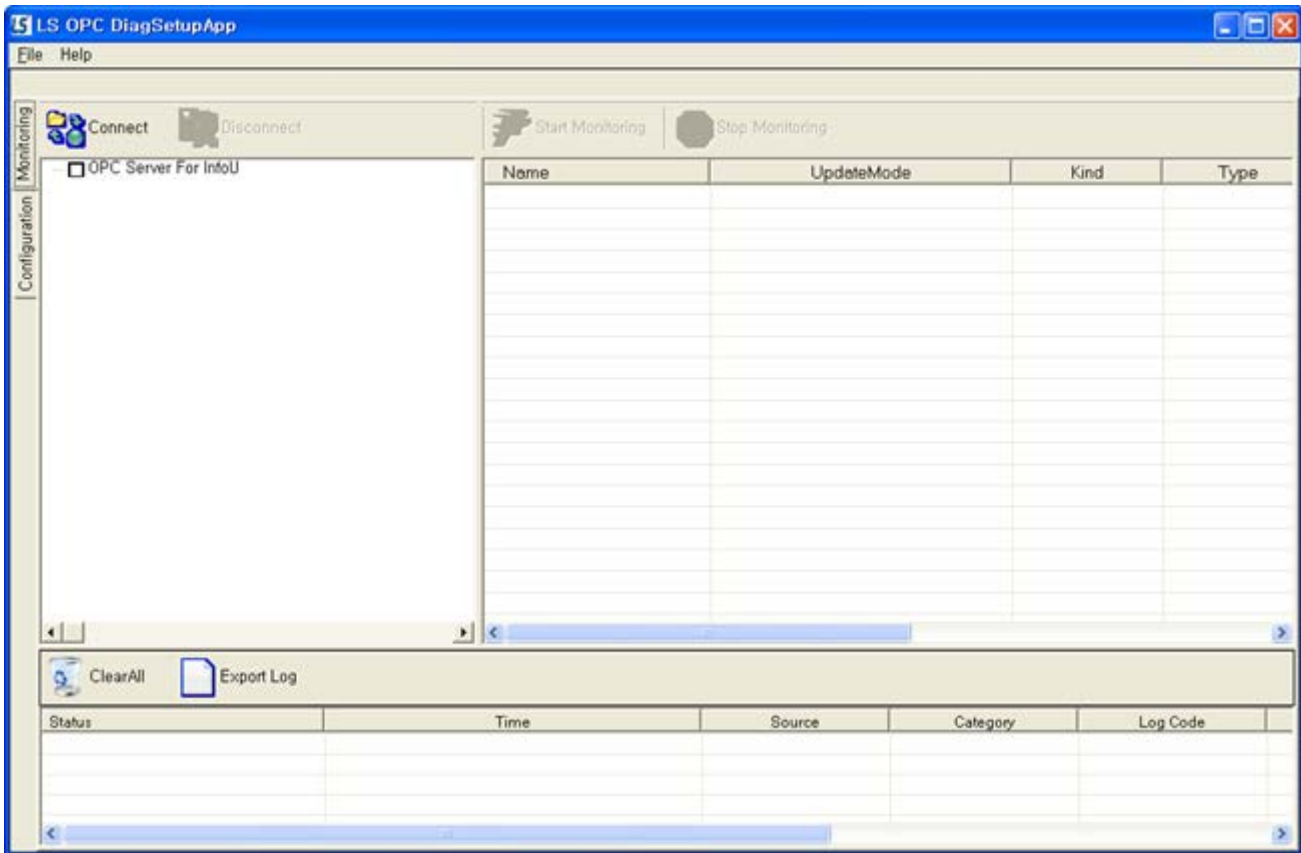 LS OPC DiagSetupApp
File Help
Monitoring
Configuration
Connect Disconnect Start Monitoring Stop Monitoring
OPC Server For InfoU
Name UpdateMode Kind Type
ClearAll Export Log
Status Time Source Category Log Code